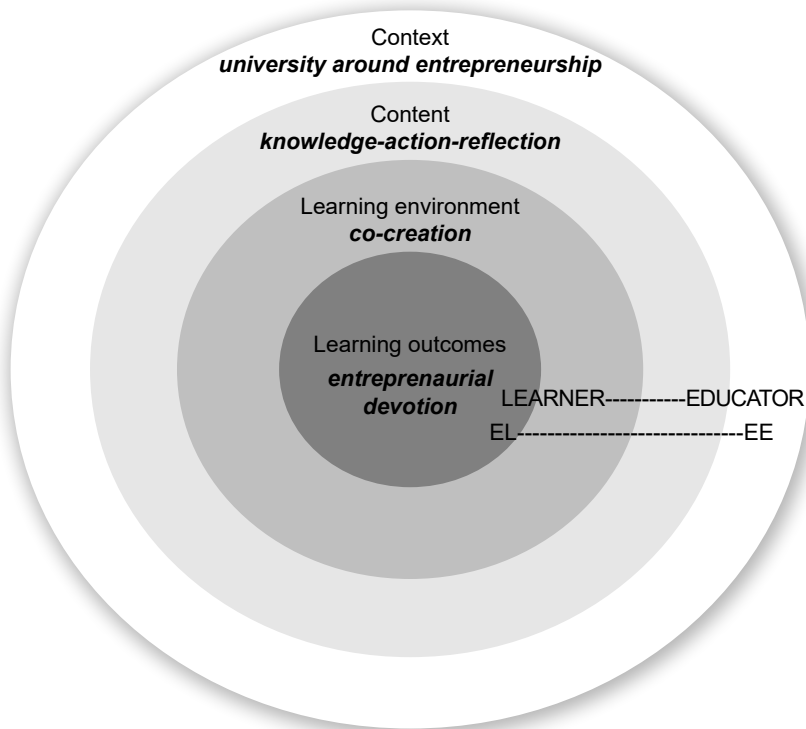 Context
university around entrepreneurship
Content
knowledge-action-reflection
Learning environment
co-creation
Learning outcomes
entreprenaurial
devotion
LEARNER-----------EDUCATOR
EL-----------------------------EE